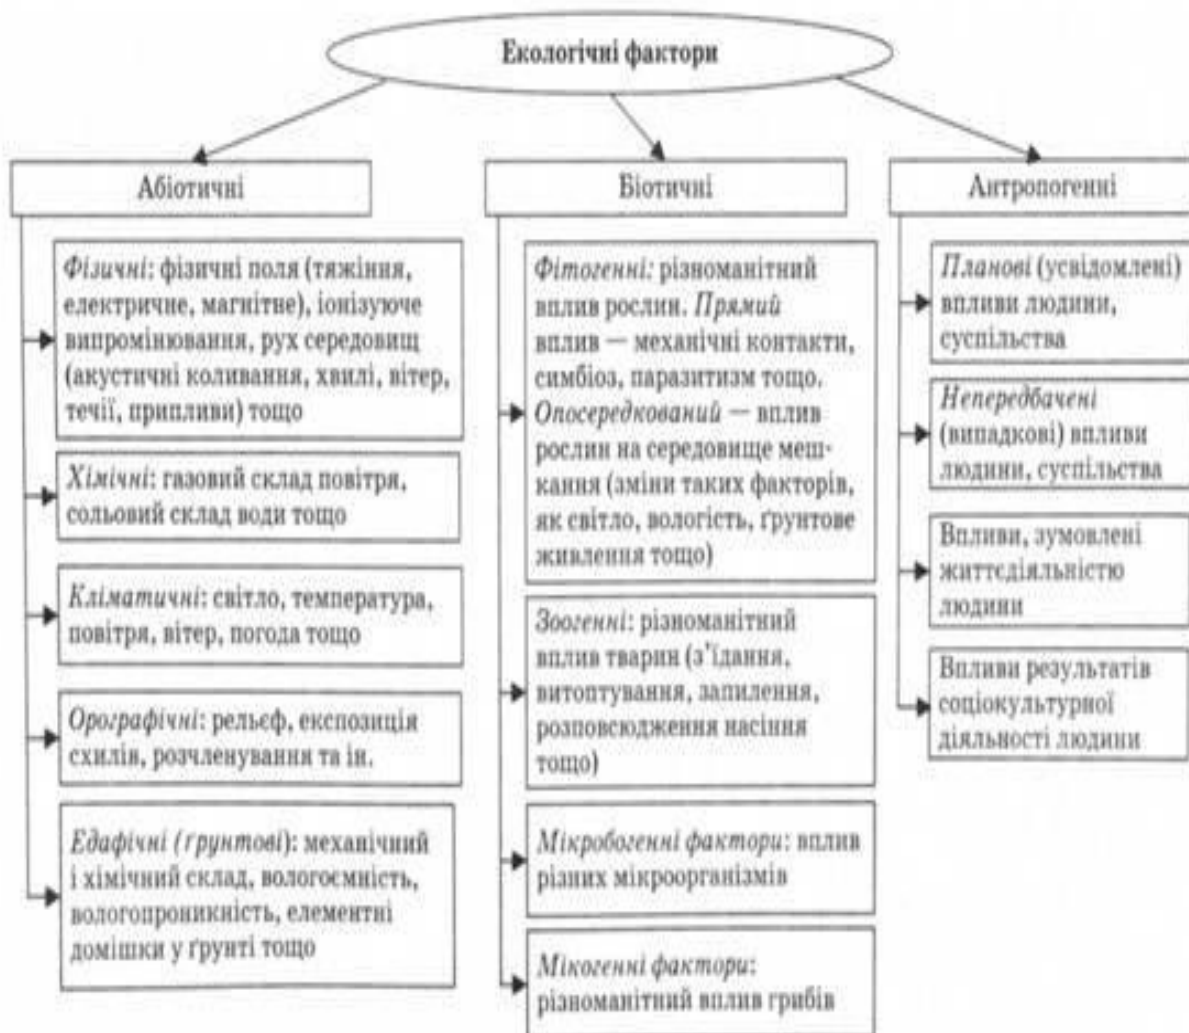 Екологічні фактори
Абіотичні
Фізичні: фізичні поля (тяжіння,
електричне, магнітне), іонізуюче
випромінювання, рух середовищ
(акустичні коливання, хвилі, вітер,
течії, припливи) тощо
Хімічні: газовий склад повітря,
сольовий склад води тощо
Кліматичні: світло, температура,
повітря, вітер, погода тощо
Орографічні: рельєф, експозиція
схилів, розчленування та ін.
Едафічні (ґрунтові): механічний
і хімічний склад, вологоємність,
вологопроникність, елементні
домішки у ґрунті тощо
Біотичні
Фітогенні: різноманітний
вплив рослин. Прямий
вплив — механічні контакти,
симбіоз, паразитизм тощо.
Опосередкований — вплив
рослин на середовище меш-
кання (зміни таких факторів,
як світло, вологість, ґрунтове
живлення тощо)
Зоогенні: різноманітний
вплив тварин (з'їдання,
витоптування, запилення,
розповсюдження насіння
тощо)
Мікробогенні фактори: вплив
різних мікроорганізмів
Мікогенні фактори:
різноманітний вплив грибів
Антропогенні
Планові (усвідомлені)
впливи людини,
суспільства
Непередбачені
(випадкові) впливи
людини, суспільства
Впливи, зумовлені
життєдіяльністю
людини
Впливи результатів
соціокультурної
діяльності людини